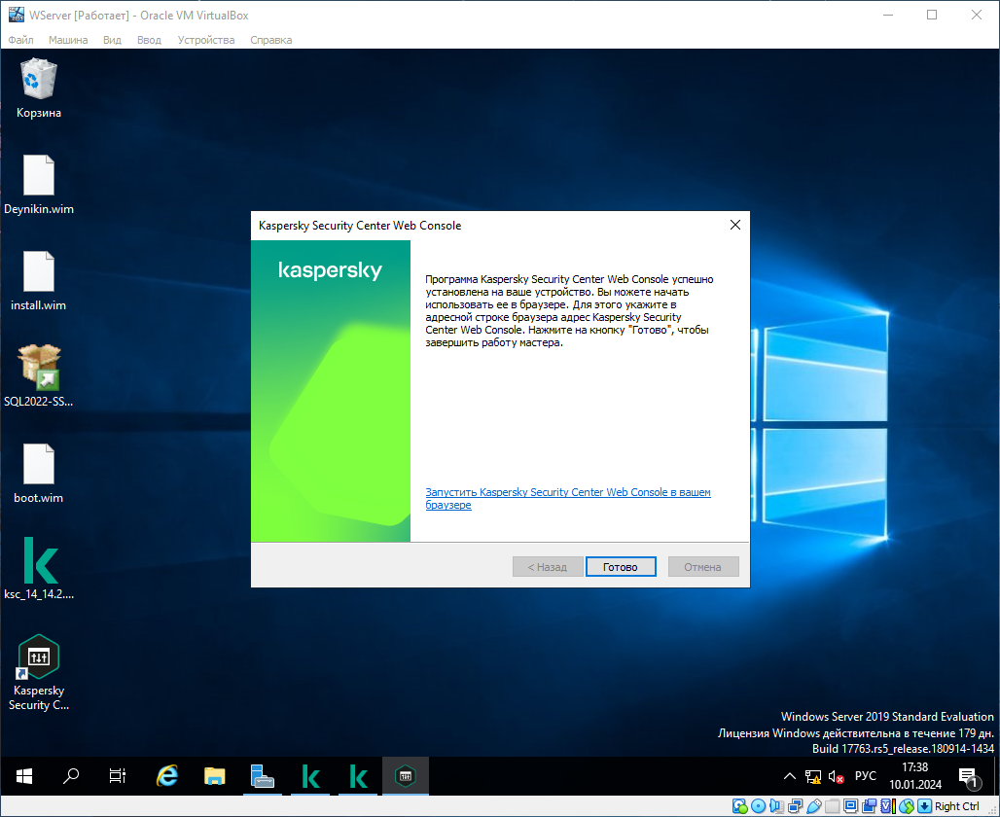 WServer [Работает] - Oracle VM VirtualBox
Файл Машина Вид Ввод Устройства Справка
Корзина
Deynikin.wim
install.wim
SQL2022-SS...
boot.wim
ksc_14_14.2....
Kaspersky
Security C...
Kaspersky Security Center Web Console
kaspersky
Программа Kaspersky Security Center Web Console успешно
установлена на ваше устройство. Вы можете начать
использовать ее в браузере. Для этого укажите в
адресной строке браузера адрес Kaspersky Security
Center Web Console. Нажмите на кнопку "Готово", чтобы
завершить работу мастера.
Запустить Kaspersky Security Center Web Console в вашем
браузере
< Назад Готово Отмена
Windows Server 2019 Standard Evaluation
Лицензия Windows действительна в течение 179 дн.
Build 17763.rs5_release.180914-1434
РУС
17:38
10.01.2024
1
Right Ctrl